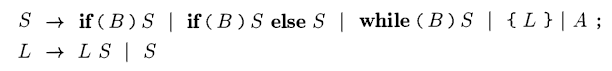 S → if ( B ) S | if ( B ) S else S | while ( B ) S | { L } | A ;
L → L S | S